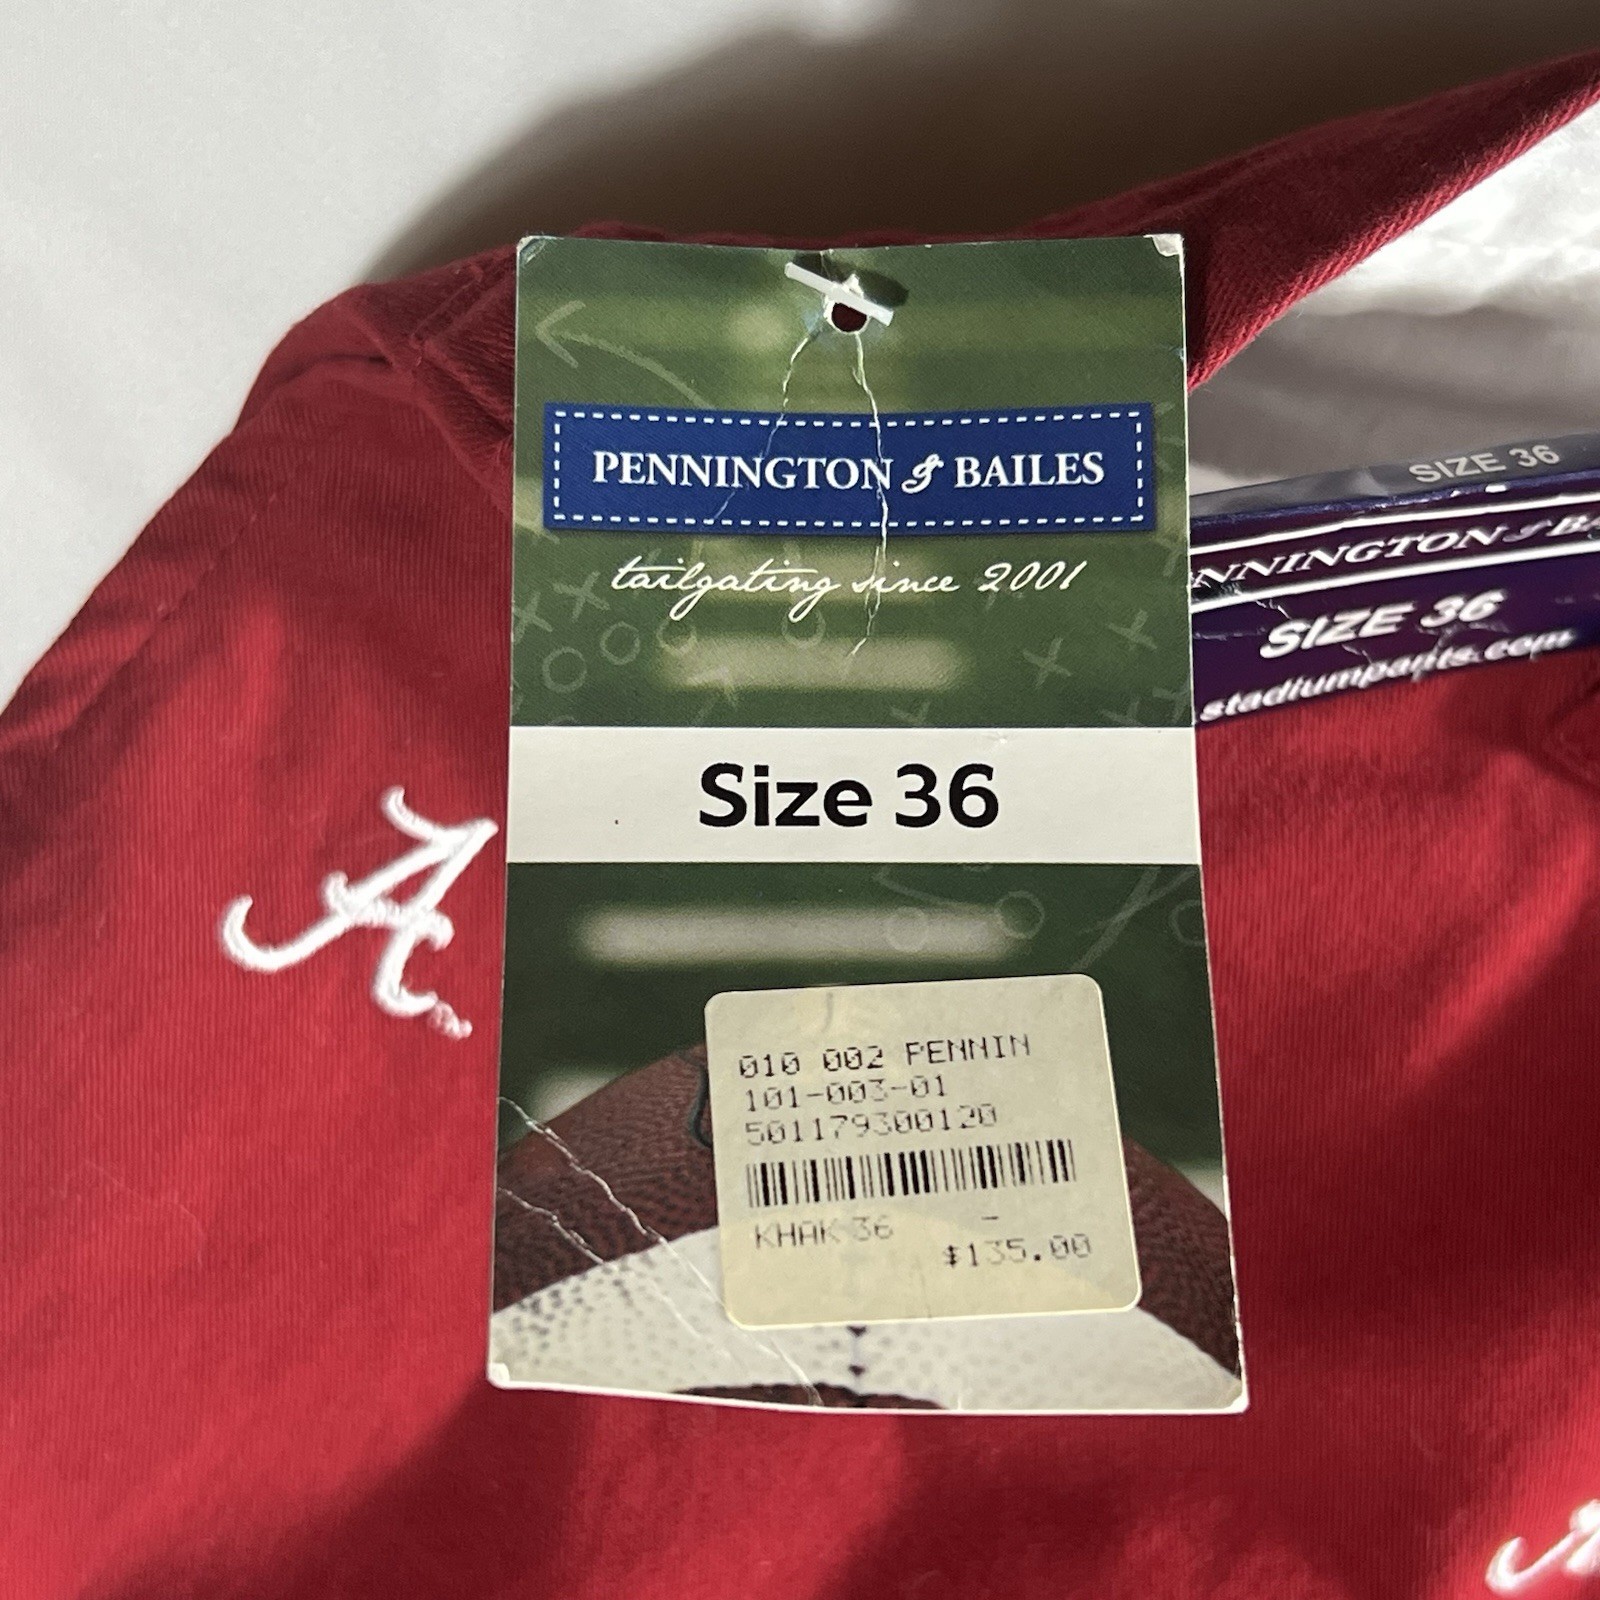 PENNINGTON & BAILES
tailgating since 2001
Size 36
010 002 PENNIN
101-003-01
501179300120
KHAK 36 -
$135.00
SIZE 36
NNINGTON & BA
SIZE 36
stadiumpants.com
A